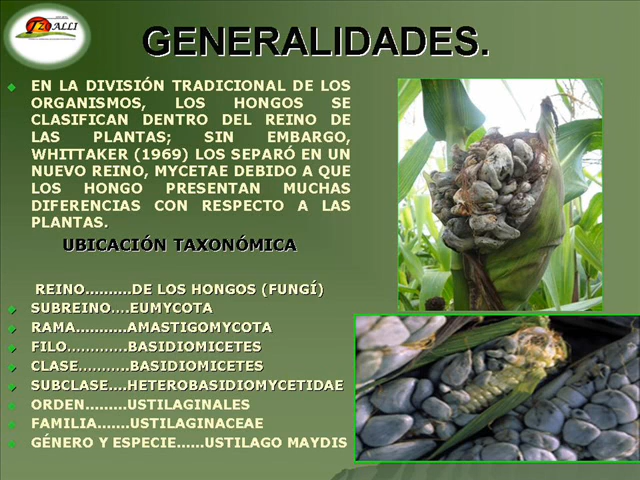 IZOALLI
GENERALIDADES.
EN LA DIVISIÓN TRADICIONAL DE LOS
ORGANISMOS, LOS HONGOS SE
CLASIFICAN DENTRO DEL REINO DE
LAS PLANTAS; SIN EMBARGO,
WHITTAKER (1969) LOS SEPARÓ EN UN
NUEVO REINO, MYCETAE DEBIDO A QUE
LOS HONGO PRESENTAN MUCHAS
DIFERENCIAS CON RESPECTO A LAS
PLANTAS.
UBICACIÓN TAXONÓMICA
REINO.........DE LOS HONGOS (FUNGÍ)
SUBREINO....EUMYCOTA
RAMA...........AMASTIGOMYCOTA
FILO.............BASIDIOMICETES
CLASE...........BASIDIOMICETES
SUBCLASE....HETEROBASIDIOMYCETIDAE
ORDEN.........USTILAGINALES
FAMILIA.......USTILAGINACEAE
GÉNERO Y ESPECIE......USTILAGO MAYDIS